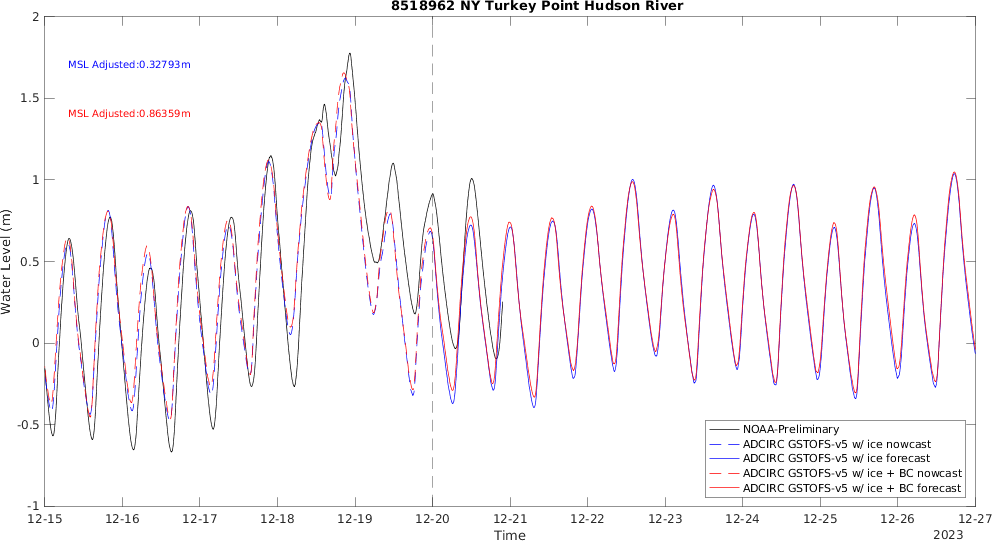 8518962 NY Turkey Point Hudson River
MSL Adjusted:0.32793m
MSL Adjusted:0.86359m
Water Level (m)
2
1.5
1
0.5
0
-0.5
-1
NOAA-Preliminary
ADCIRC GSTOFS-v5 w/ ice nowcast
ADCIRC GSTOFS-v5 w/ ice forecast
ADCIRC GSTOFS-v5 w/ ice + BC nowcast
ADCIRC GSTOFS-v5 w/ ice + BC forecast
12-15 12-16 12-17 12-18 12-19 12-20 12-21 12-22 12-23 12-24 12-25 12-26 12-27
Time
2023